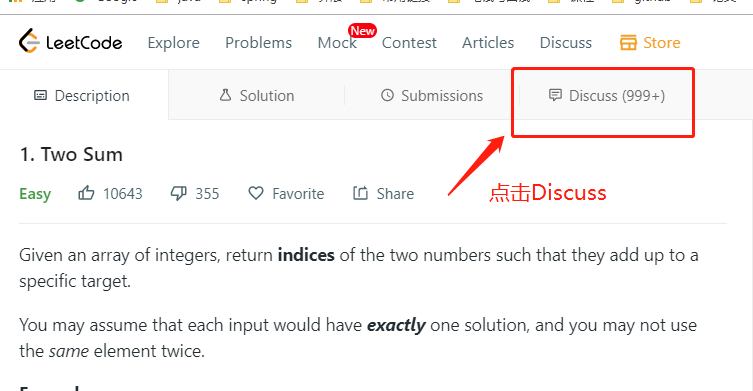 Google
java
spring
LeetCode Explore Problems Mock New Contest Articles Discuss Store
Description Solution Submissions Discuss (999+)
1. Two Sum
Easy 10643 355 Favorite Share
点击Discuss
Given an array of integers, return indices of the two numbers such that they add up to a
specific target.
You may assume that each input would have exactly one solution, and you may not use
the same element twice.